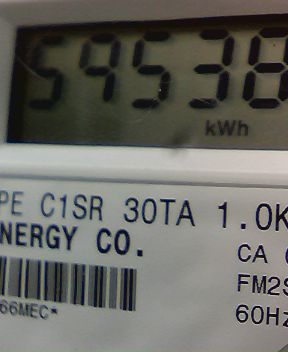 59538
kWh
PE C1SR 30TA 1.0K
NERGY CO.
CA
FM2S
60Hz
66MEC*